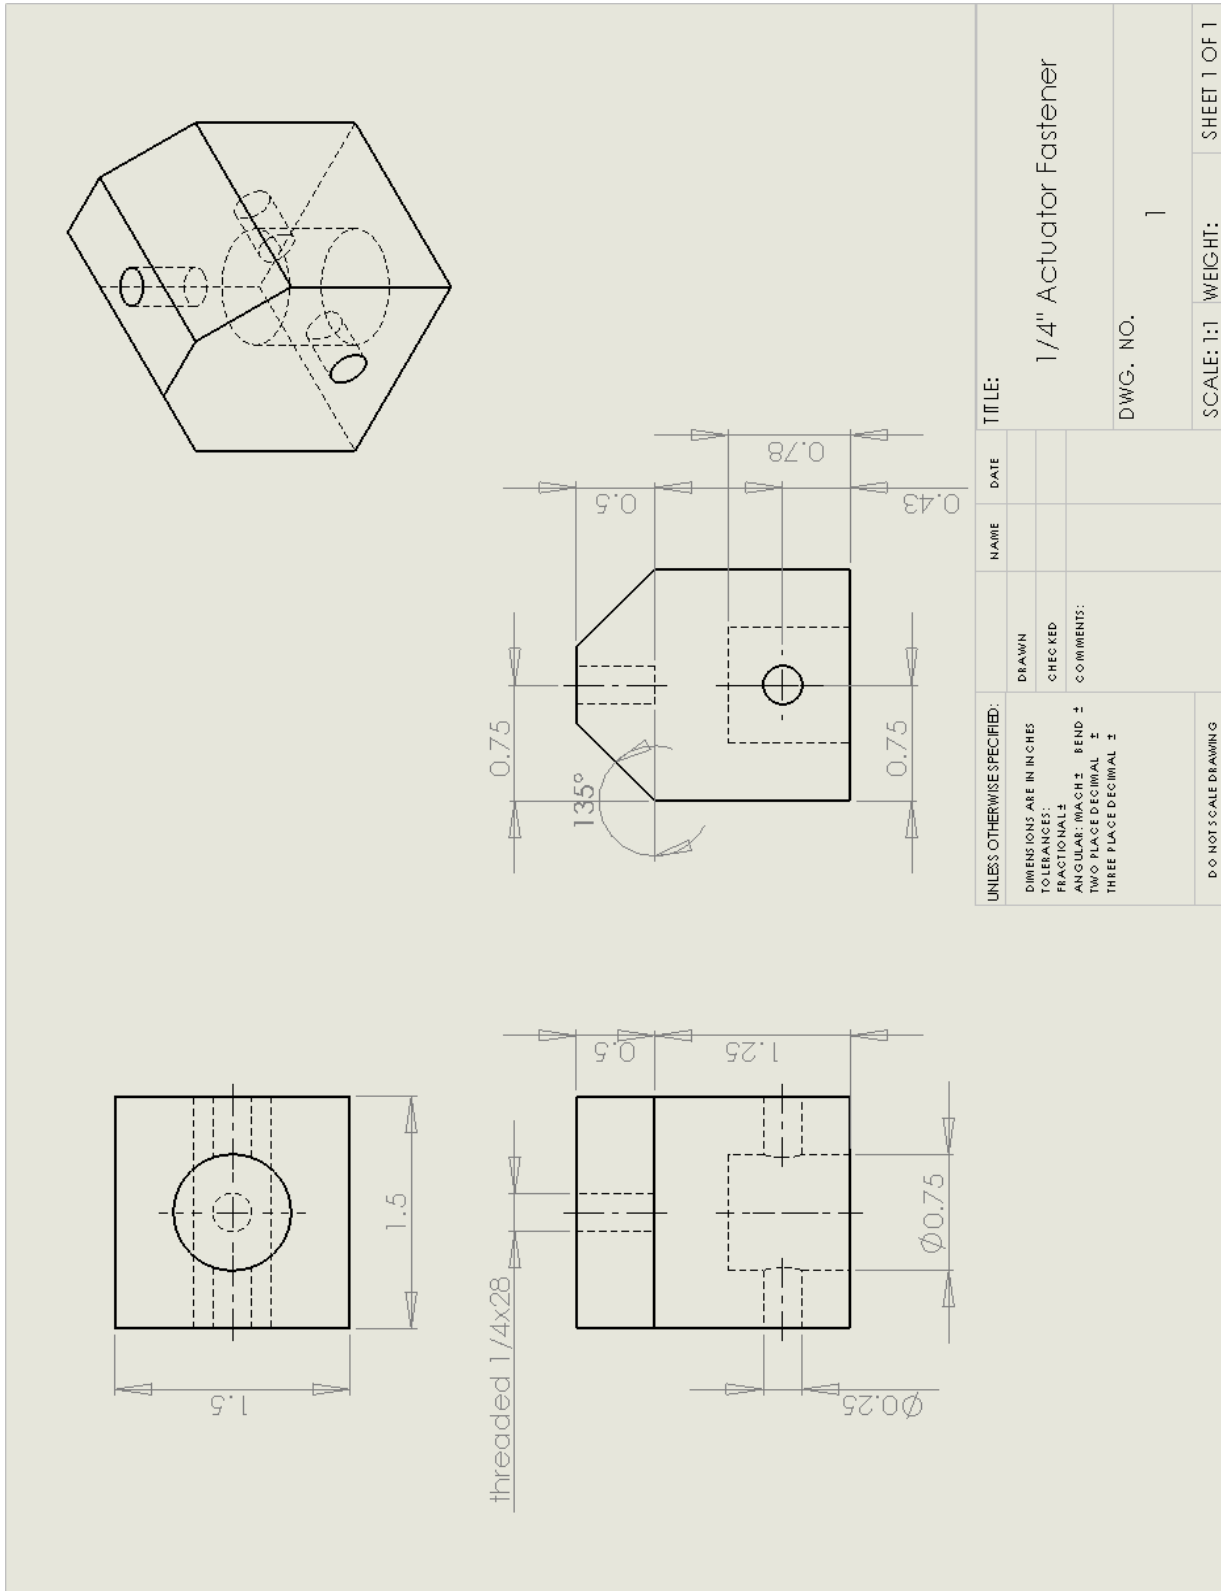 1.5
1.5
threaded 1/4x28
0.5
1.25
Ø0.25
Ø0.75
0.75
135°
0.5
0.78
0.43
0.75
UNLESS OTHERWISE SPECIFIED:
DIMENSIONS ARE IN INCHES
TOLERANCES:
FRACTIONAL ±
ANGULAR: MACH ± BEND ±
TWO PLACE DECIMAL ±
THREE PLACE DECIMAL ±
DO NOT SCALE DRAWING
NAME DATE
DRAWN
CHECKED
COMMENTS:
TITLE:
1/4" Actuator Fastener
DWG. NO.
1
SCALE: 1:1 WEIGHT: SHEET 1 OF 1